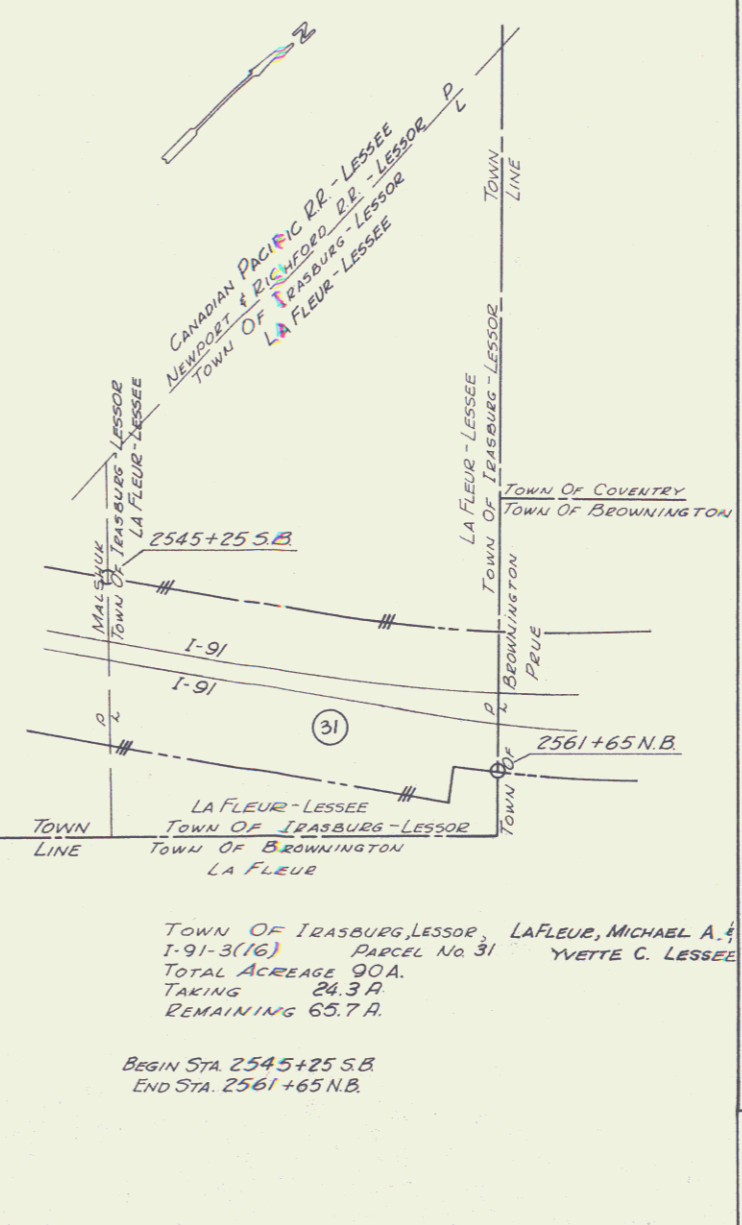 N
P
L
TOWN
LINE
CANADIAN PACIFIC R.R. - LESSEE
NEWPORT & RICHFORD R.R. - LESSOR
TOWN OF IRASBURG - LESSOR
LA FLEUR - LESSEE
MALSHUK
TOWN OF IRASBURG - LESSOR
LA FLEUR - LESSEE
LA FLEUR - LESSEE
TOWN OF IRASBURG - LESSOR
TOWN OF COVENTRY
TOWN OF BROWNINGTON
2545+25 S.B.
I-91
I-91
TOWN OF BROWNINGTON
PRUE
P
L
P
L
31
2561+65 N.B.
LA FLEUR - LESSEE
TOWN OF IRASBURG - LESSOR
TOWN
LINE
TOWN OF BROWNINGTON
LA FLEUR
TOWN OF IRASBURG, LESSOR, LAFLEUR, MICHAEL A. &
I-91-3(16) PARCEL NO. 31 YVETTE C. LESSEE
TOTAL ACREAGE 90 A.
TAKING 24.3 A.
REMAINING 65.7 A.
BEGIN STA. 2545+25 S.B.
END STA. 2561+65 N.B.